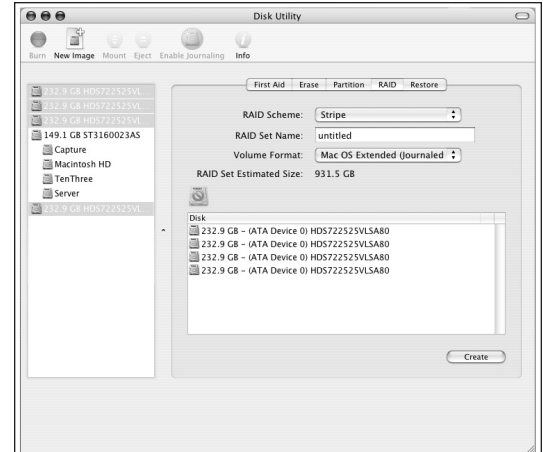 Disk Utility
Burn New Image Mount Eject Enable Journaling Info
First Aid Erase Partition RAID Restore
232.9 GB HDS722525VL...
232.9 GB HDS722525VL...
232.9 GB HDS722525VL...
149.1 GB ST3160023AS
Capture
Macintosh HD
TenThree
Server
232.9 GB HDS722525VL...
RAID Scheme: Stripe
RAID Set Name: untitled
Volume Format: Mac OS Extended (Journaled
RAID Set Estimated Size: 931.5 GB
Disk
232.9 GB – (ATA Device 0) HDS722525VLSA80
232.9 GB – (ATA Device 0) HDS722525VLSA80
232.9 GB – (ATA Device 0) HDS722525VLSA80
232.9 GB – (ATA Device 0) HDS722525VLSA80
Create